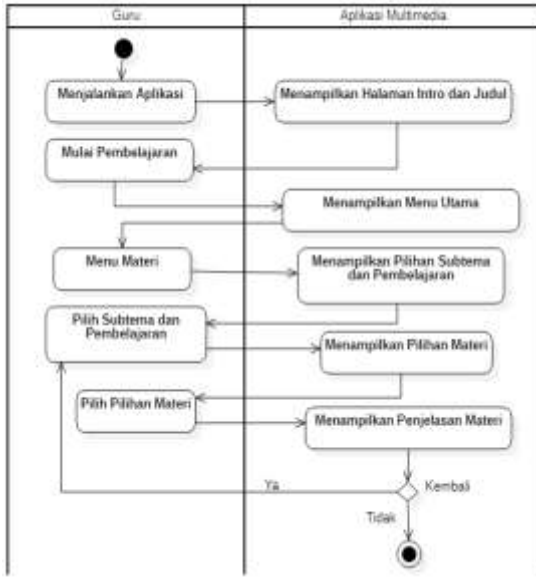 Guru
Aplikasi Multimedia
Menjalankan Aplikasi
Menampilkan Halaman Intro dan Judul
Mulai Pembelajaran
Menampilkan Menu Utama
Menu Materi
Menampilkan Pilihan Subtema
dan Pembelajaran
Pilih Subtema dan
Pembelajaran
Menampilkan Pilihan Materi
Pilih Pilihan Materi
Menampilkan Penjelasan Materi
Ya
Kembali
Tidak